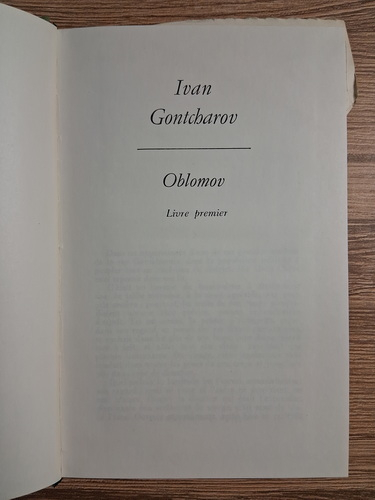 Ivan
Gontcharov
Oblomov
Livre premier